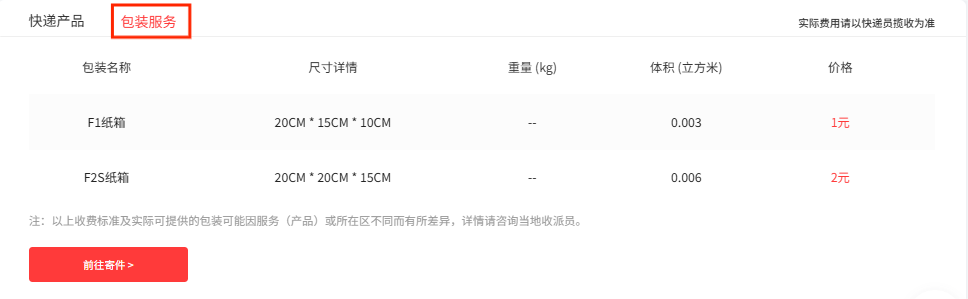 快递产品 包装服务 实际费用请以快递员揽收为准
包装名称 尺寸详情 重量 (kg) 体积 (立方米) 价格
F1纸箱 20CM * 15CM * 10CM -- 0.003 1元
F2S纸箱 20CM * 20CM * 15CM -- 0.006 2元
注：以上收费标准及实际可提供的包装可能因服务（产品）或所在区不同而有所差异，详情请咨询当地收派员。
前往寄件 >